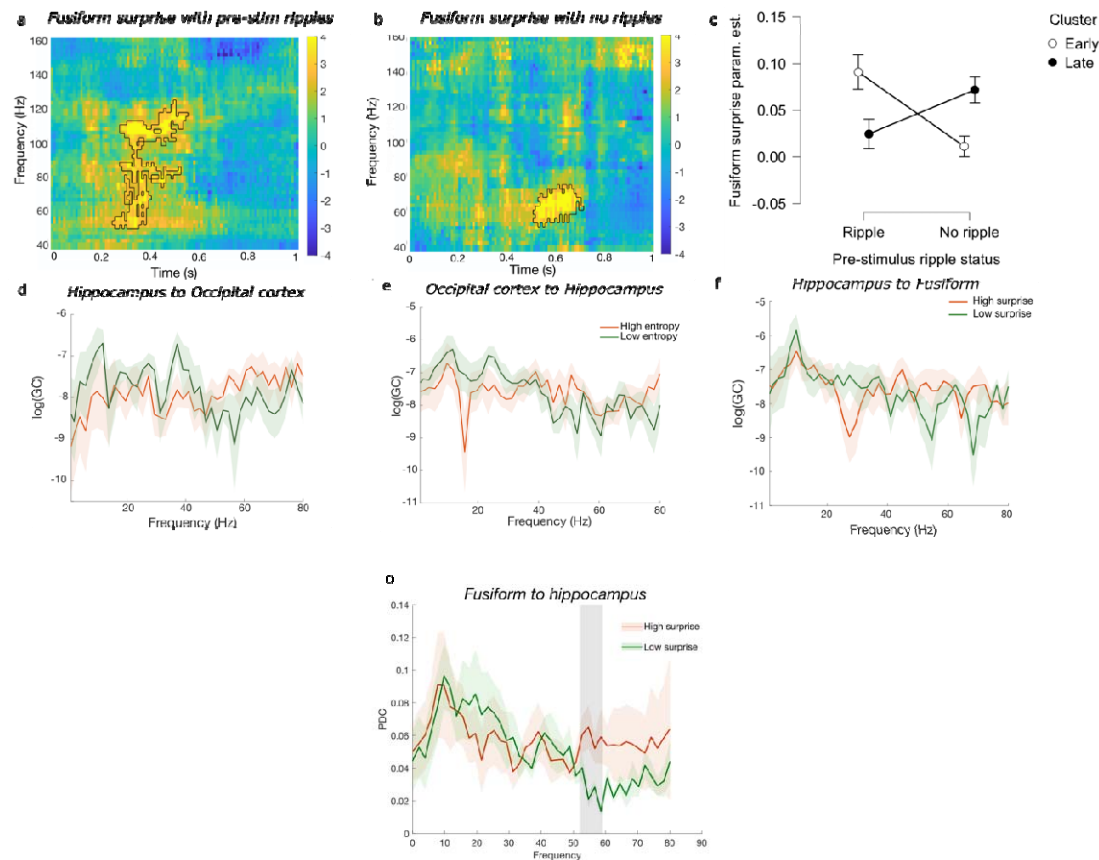 a Fusiform surprise with pre-stim ripples
b Fusiform surprise with no ripples
c
160
140
120
100
80
60
40
Frequency (Hz)
0 0.2 0.4 0.6 0.8 1
Time (s)
4
3
2
1
0
-1
-2
-3
-4
160
140
120
100
80
60
40
Frequency (Hz)
0 0.2 0.4 0.6 0.8 1
Time (s)
4
3
2
1
0
-1
-2
-3
-4
Fusiform surprise param. est.
0.15
0.10
0.05
0.00
-0.05
Cluster
Early
Late
Ripple No ripple
Pre-stimulus ripple status
d Hippocampus to Occipital cortex
-6
-7
-8
-9
-10
log(GC)
20 40 60 80
Frequency (Hz)
e Occipital cortex to Hippocampus
High entropy
Low entropy
-5
-6
-7
-8
-9
-10
-11
log(GC)
20 40 60 80
Frequency (Hz)
f Hippocampus to Fusiform
High surprise
Low surprise
-5
-6
-7
-8
-9
-10
-11
log(GC)
20 40 60 80
Frequency (Hz)
Fusiform to hippocampus
High surprise
Low surprise
0.14
0.12
0.1
0.08
0.06
0.04
0.02
0
PDC
0 10 20 30 40 50 60 70 80 90
Frequency